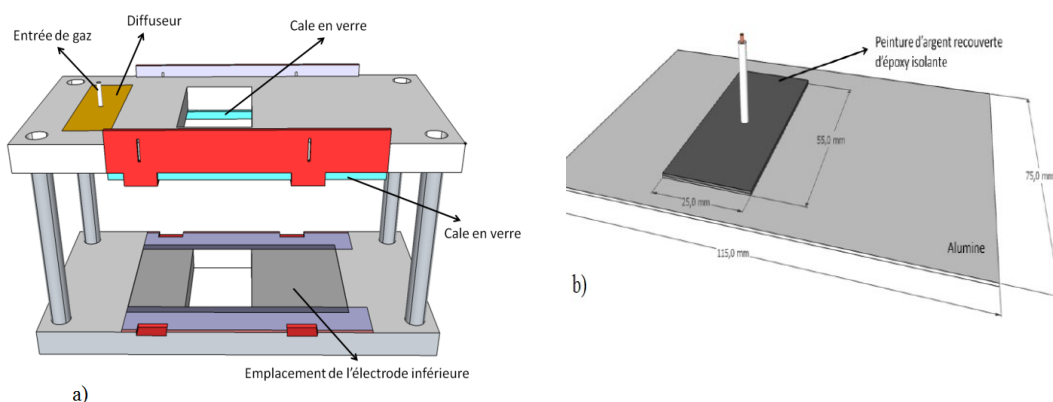 Entrée de gaz
Diffuseur
Cale en verre
Cale en verre
Emplacement de l'électrode inférieure
a)
Peinture d'argent recouverte
d'époxy isolante
55,0 mm
25,0 mm
75,0 mm
115,0 mm
Alumine
b)